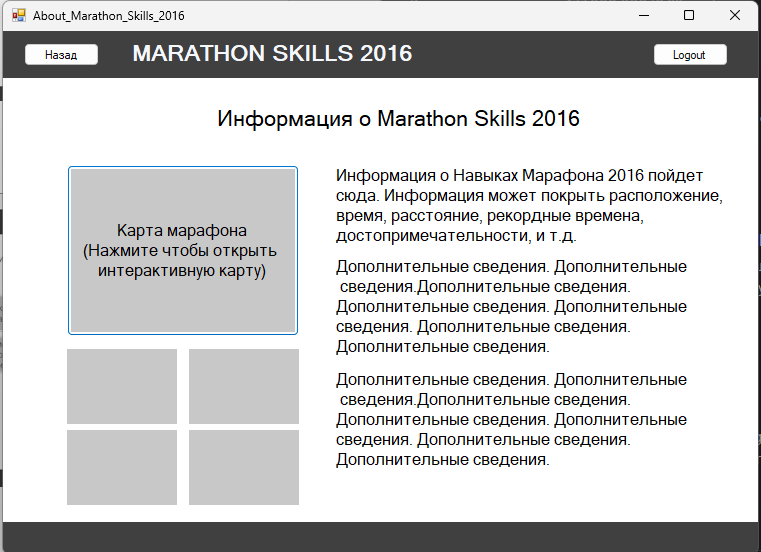 About_Marathon_Skills_2016
Назад
MARATHON SKILLS 2016
Logout
Информация о Marathon Skills 2016
Карта марафона
(Нажмите чтобы открыть
интерактивную карту)
Информация о Навыках Марафона 2016 пойдет
сюда. Информация может покрыть расположение,
время, расстояние, рекордные времена,
достопримечательности, и т.д.
Дополнительные сведения. Дополнительные
сведения.Дополнительные сведения.
Дополнительные сведения. Дополнительные
сведения. Дополнительные сведения.
Дополнительные сведения.
Дополнительные сведения. Дополнительные
сведения.Дополнительные сведения.
Дополнительные сведения. Дополнительные
сведения. Дополнительные сведения.
Дополнительные сведения.